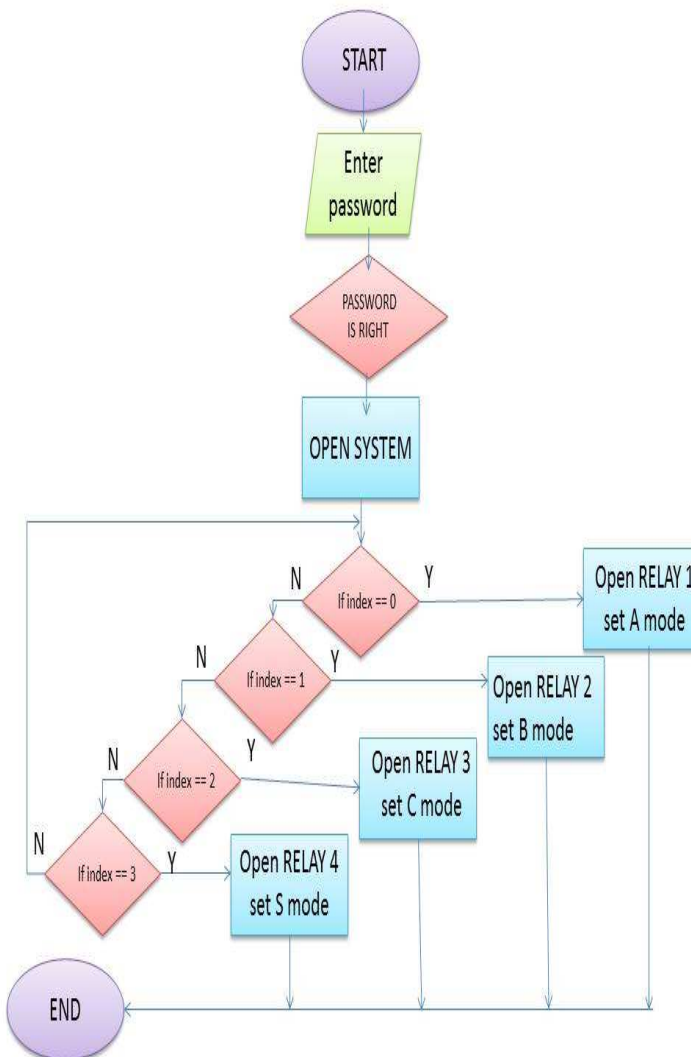 START
Enter
password
PASSWORD
IS RIGHT
OPEN SYSTEM
N
Y
If index == 0
Open RELAY 1
set A mode
N
Y
If index == 1
Open RELAY 2
set B mode
N
Y
If index == 2
Open RELAY 3
set C mode
N
Y
If index == 3
Open RELAY 4
set S mode
END